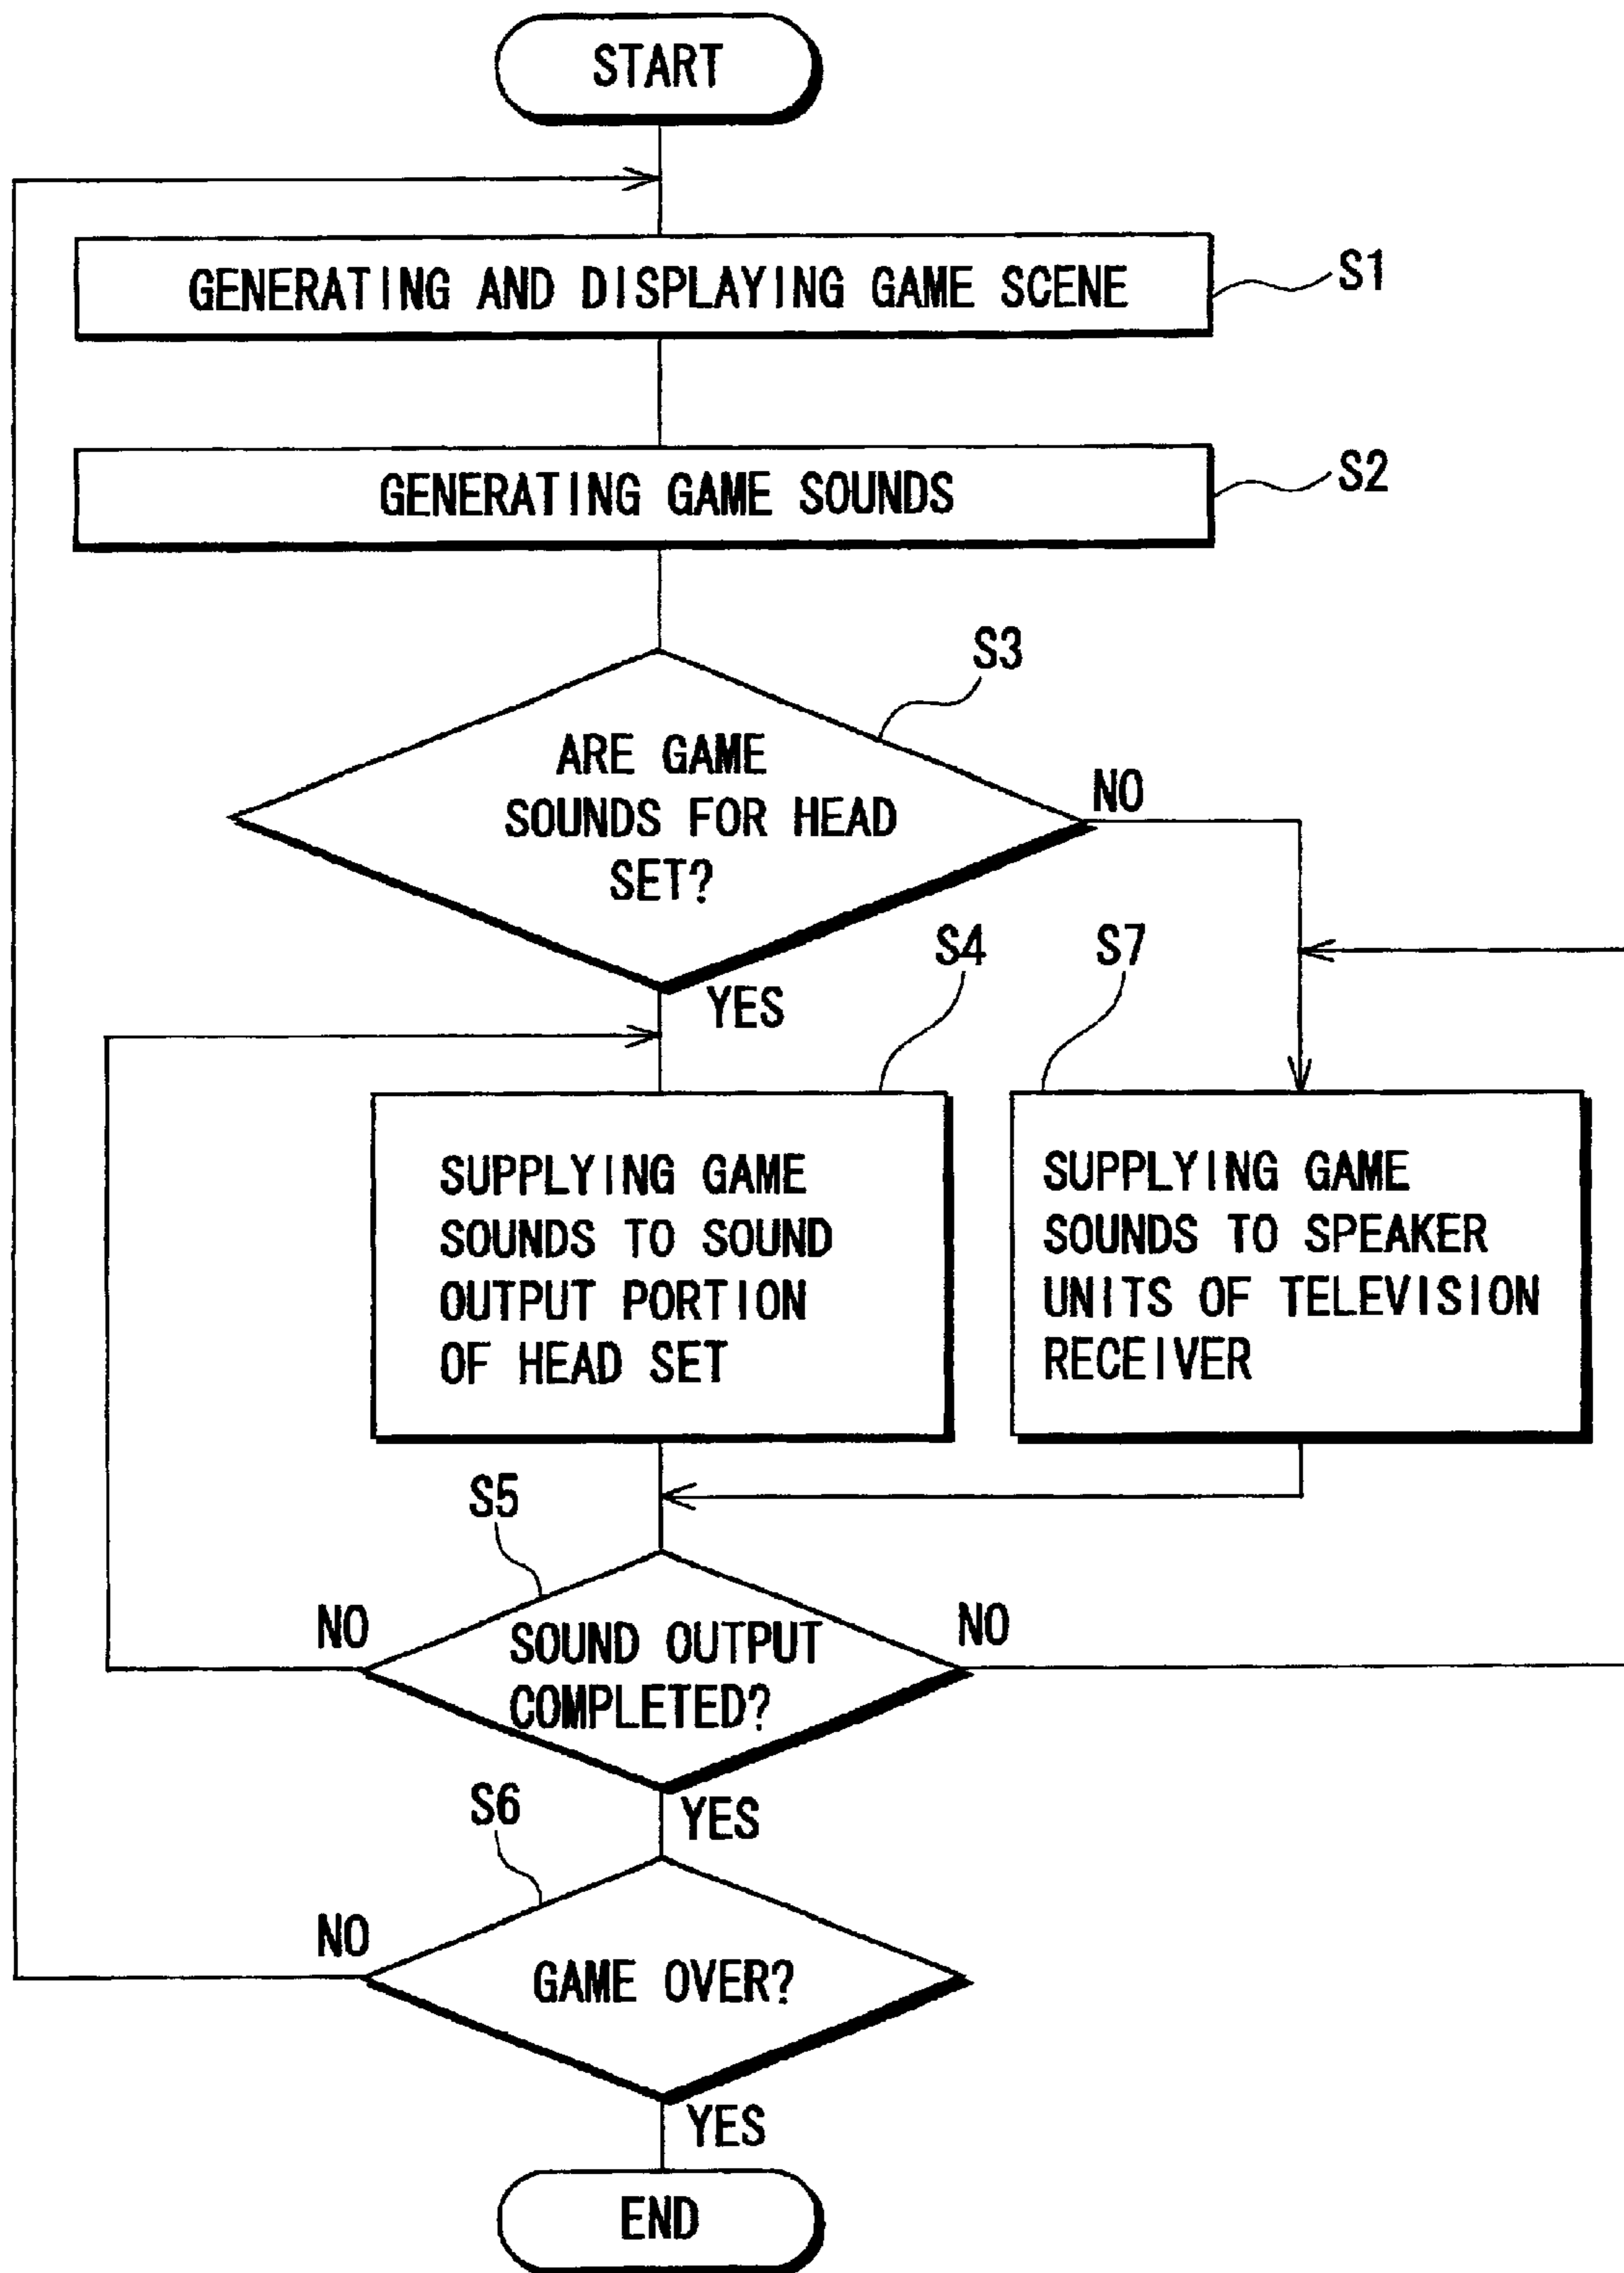 START
GENERATING AND DISPLAYING GAME SCENE
S1
GENERATING GAME SOUNDS
S2
S3
ARE GAME
SOUNDS FOR HEAD
SET?
NO
YES
S4
S7
SUPPLYING GAME
SOUNDS TO SOUND
OUTPUT PORTION
OF HEAD SET
SUPPLYING GAME
SOUNDS TO SPEAKER
UNITS OF TELEVISION
RECEIVER
S5
NO
SOUND OUTPUT
COMPLETED?
NO
YES
S6
NO
GAME OVER?
YES
END